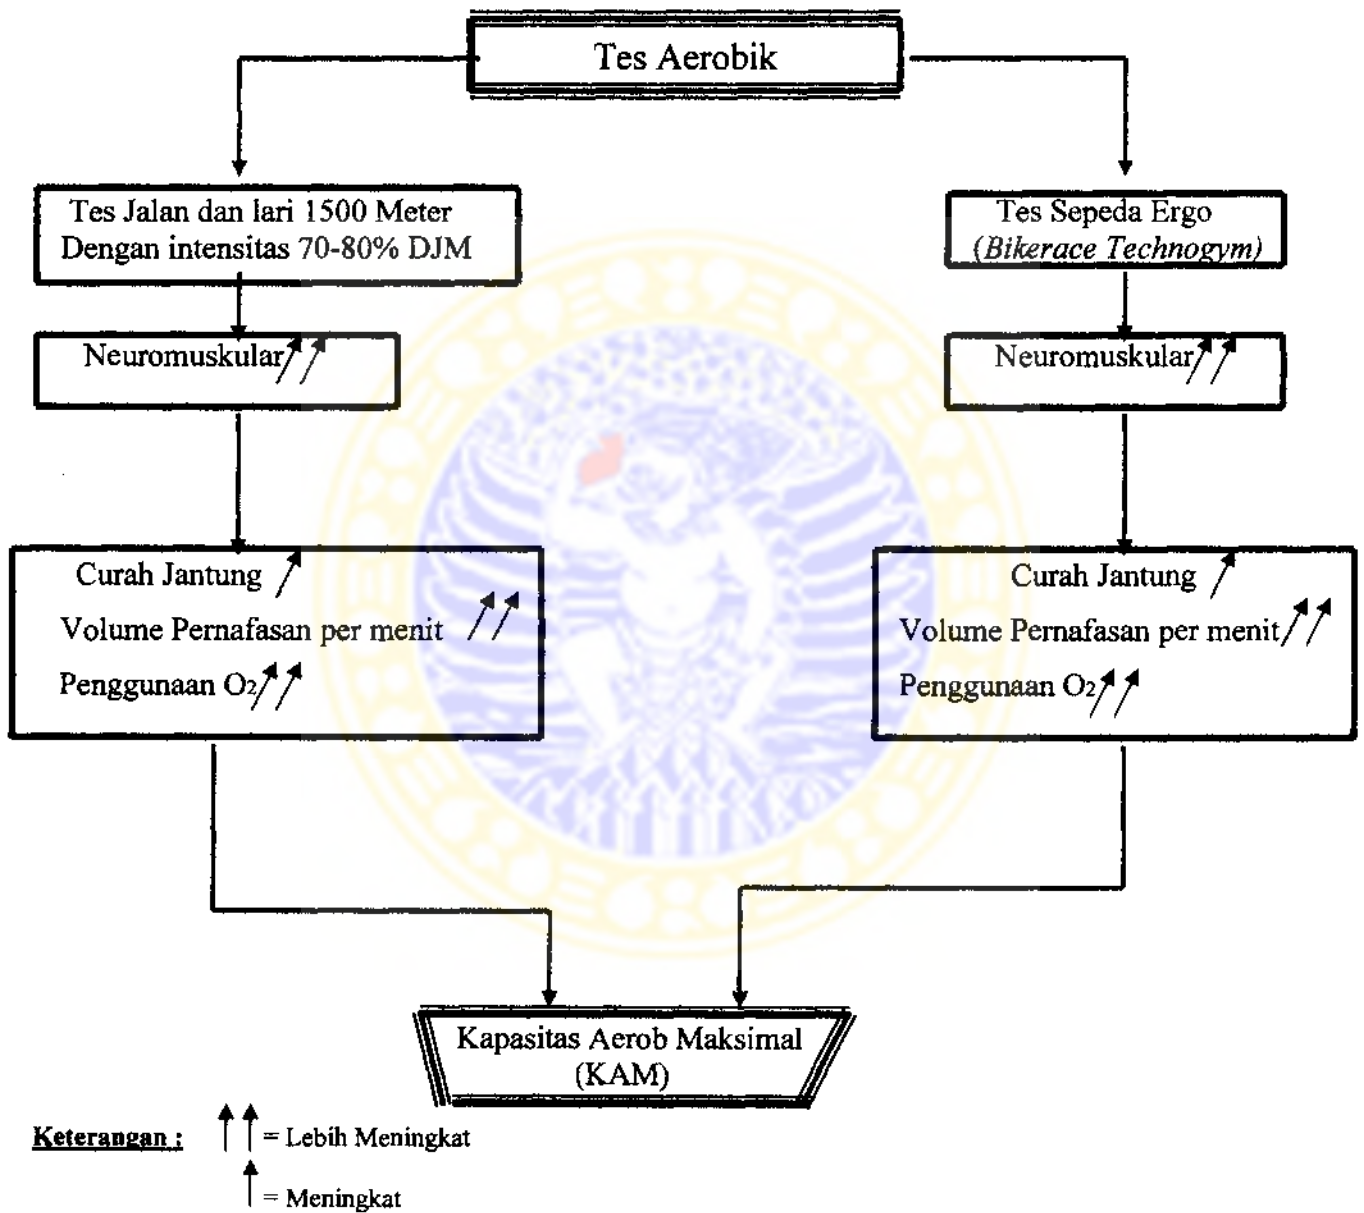 Tes Aerobik
Tes Jalan dan lari 1500 Meter
Dengan intensitas 70-80% DJM
Neuromuskular
Curah Jantung
Volume Pernafasan per menit
Penggunaan O2
Tes Sepeda Ergo
(Bikerace Technogym)
Neuromuskular
Curah Jantung
Volume Pernafasan per menit
Penggunaan O2
Kapasitas Aerob Maksimal
(KAM)
Keterangan :
= Lebih Meningkat
= Meningkat